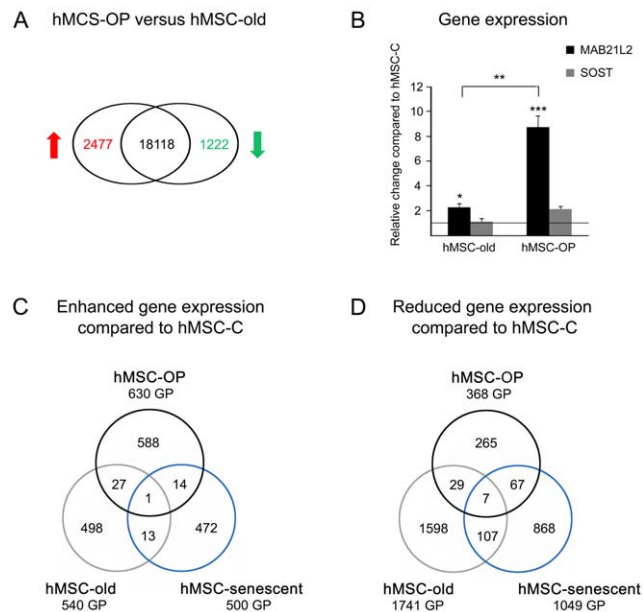 A hMCS-OP versus hMSC-old
2477 18118 1222
B Gene expression
MAB21L2
SOST
Relative change compared to hMSC-C
12
10
8
6
4
2
**
***
*
hMSC-old hMSC-OP
C Enhanced gene expression
compared to hMSC-C
hMSC-OP
630 GP
588
27 14
1
498 13 472
hMSC-old hMSC-senescent
540 GP 500 GP
D Reduced gene expression
compared to hMSC-C
hMSC-OP
368 GP
265
29 67
7
1598 107 868
hMSC-old hMSC-senescent
1741 GP 1049 GP